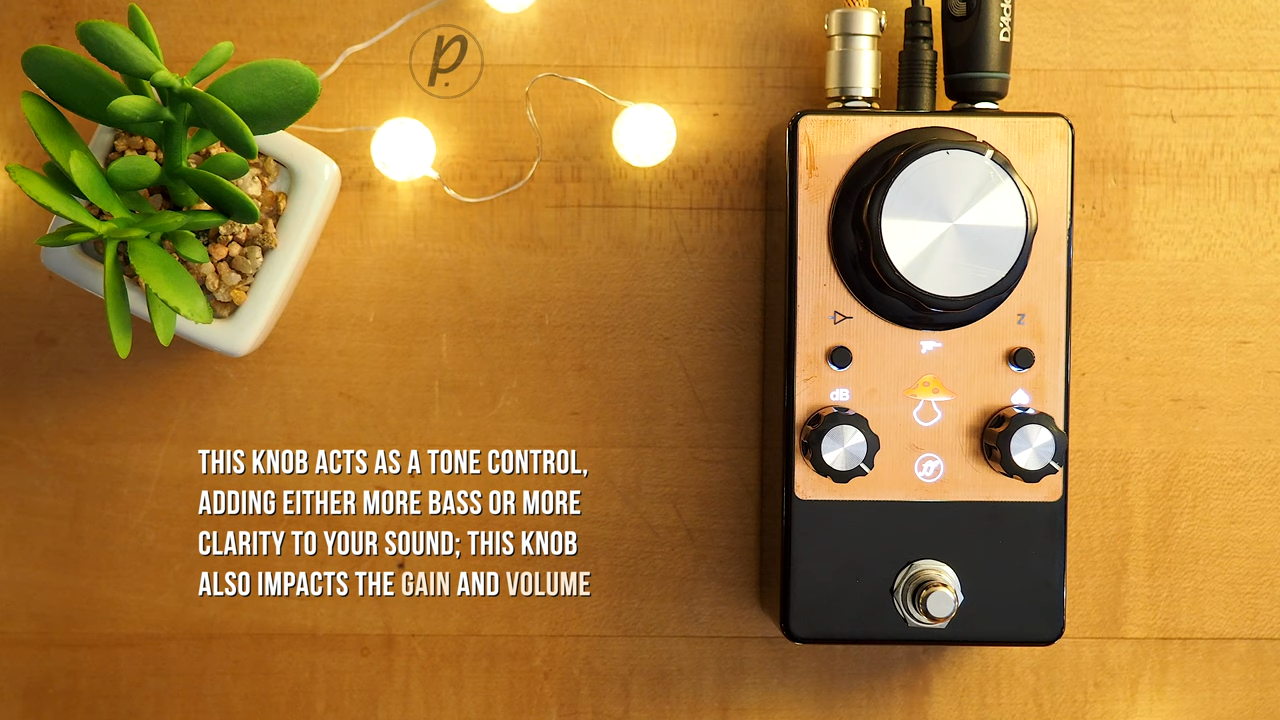 p.
D'Ad
Z
dB
THIS KNOB ACTS AS A TONE CONTROL,
ADDING EITHER MORE BASS OR MORE
CLARITY TO YOUR SOUND; THIS KNOB
ALSO IMPACTS THE GAIN AND VOLUME